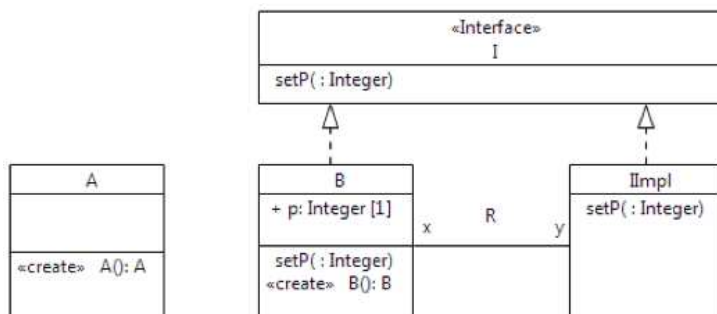 «Interface»
I
setP( : Integer)
A
«create» A(): A
B
+ p: Integer [1]
setP( : Integer)
«create» B(): B
x
R
y
IImpl
setP( : Integer)